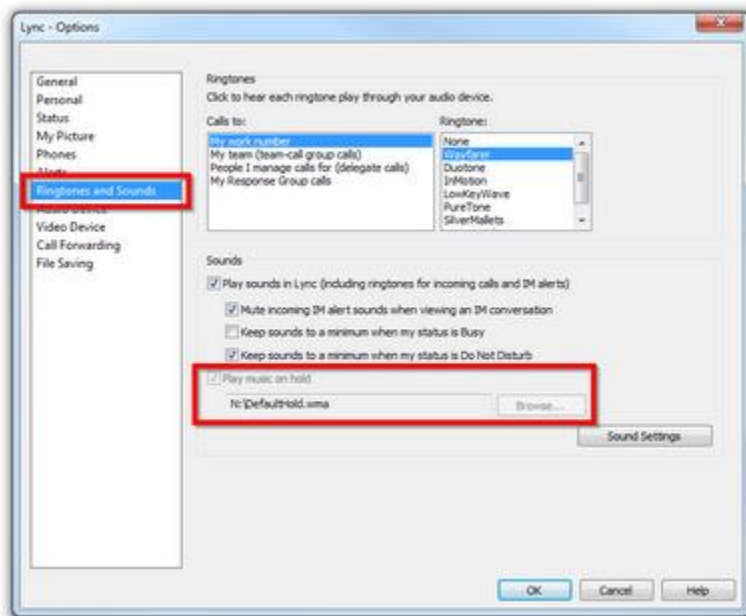 Lync - Options
General
Personal
Status
My Picture
Phones
Alerts
Ringtones and Sounds
Audio Device
Video Device
Call Forwarding
File Saving
Ringtones
Click to hear each ringtone play through your audio device.
Calls to:
My work number
My team (team-call group calls)
People I manage calls for (delegate calls)
My Response Group calls
Ringtone:
None
Wayfarer
Duotone
InMotion
LowKeyWave
PureTone
SilverMallets
Sounds
Play sounds in Lync (including ringtones for incoming calls and IM alerts)
Mute incoming IM alert sounds when viewing an IM conversation
Keep sounds to a minimum when my status is Busy
Keep sounds to a minimum when my status is Do Not Disturb
Play music on hold
N:\DefaultHold.wma
Browse...
Sound Settings
OK
Cancel
Help